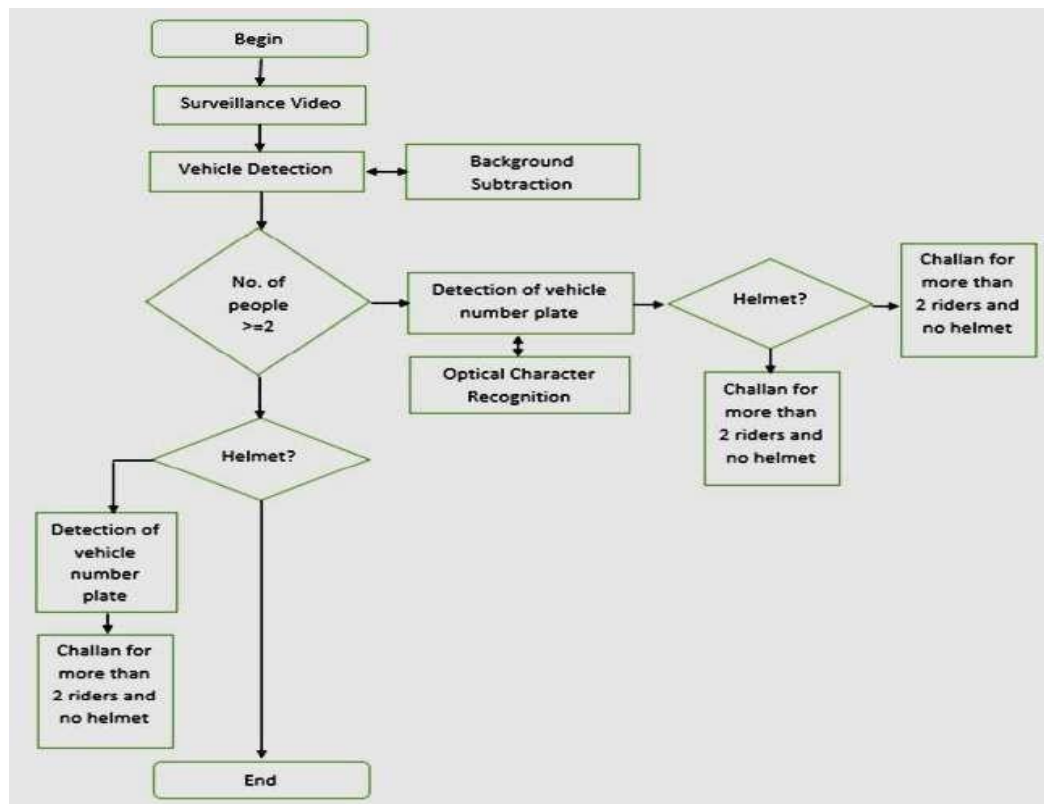 Begin
Surveillance Video
Vehicle Detection
Background
Subtraction
No. of
people
>=2
Detection of vehicle
number plate
Optical Character
Recognition
Helmet?
Challan for
more than
2 riders and
no helmet
Challan for
more than
2 riders and
no helmet
Helmet?
Detection of
vehicle
number
plate
Challan for
more than
2 riders and
no helmet
End